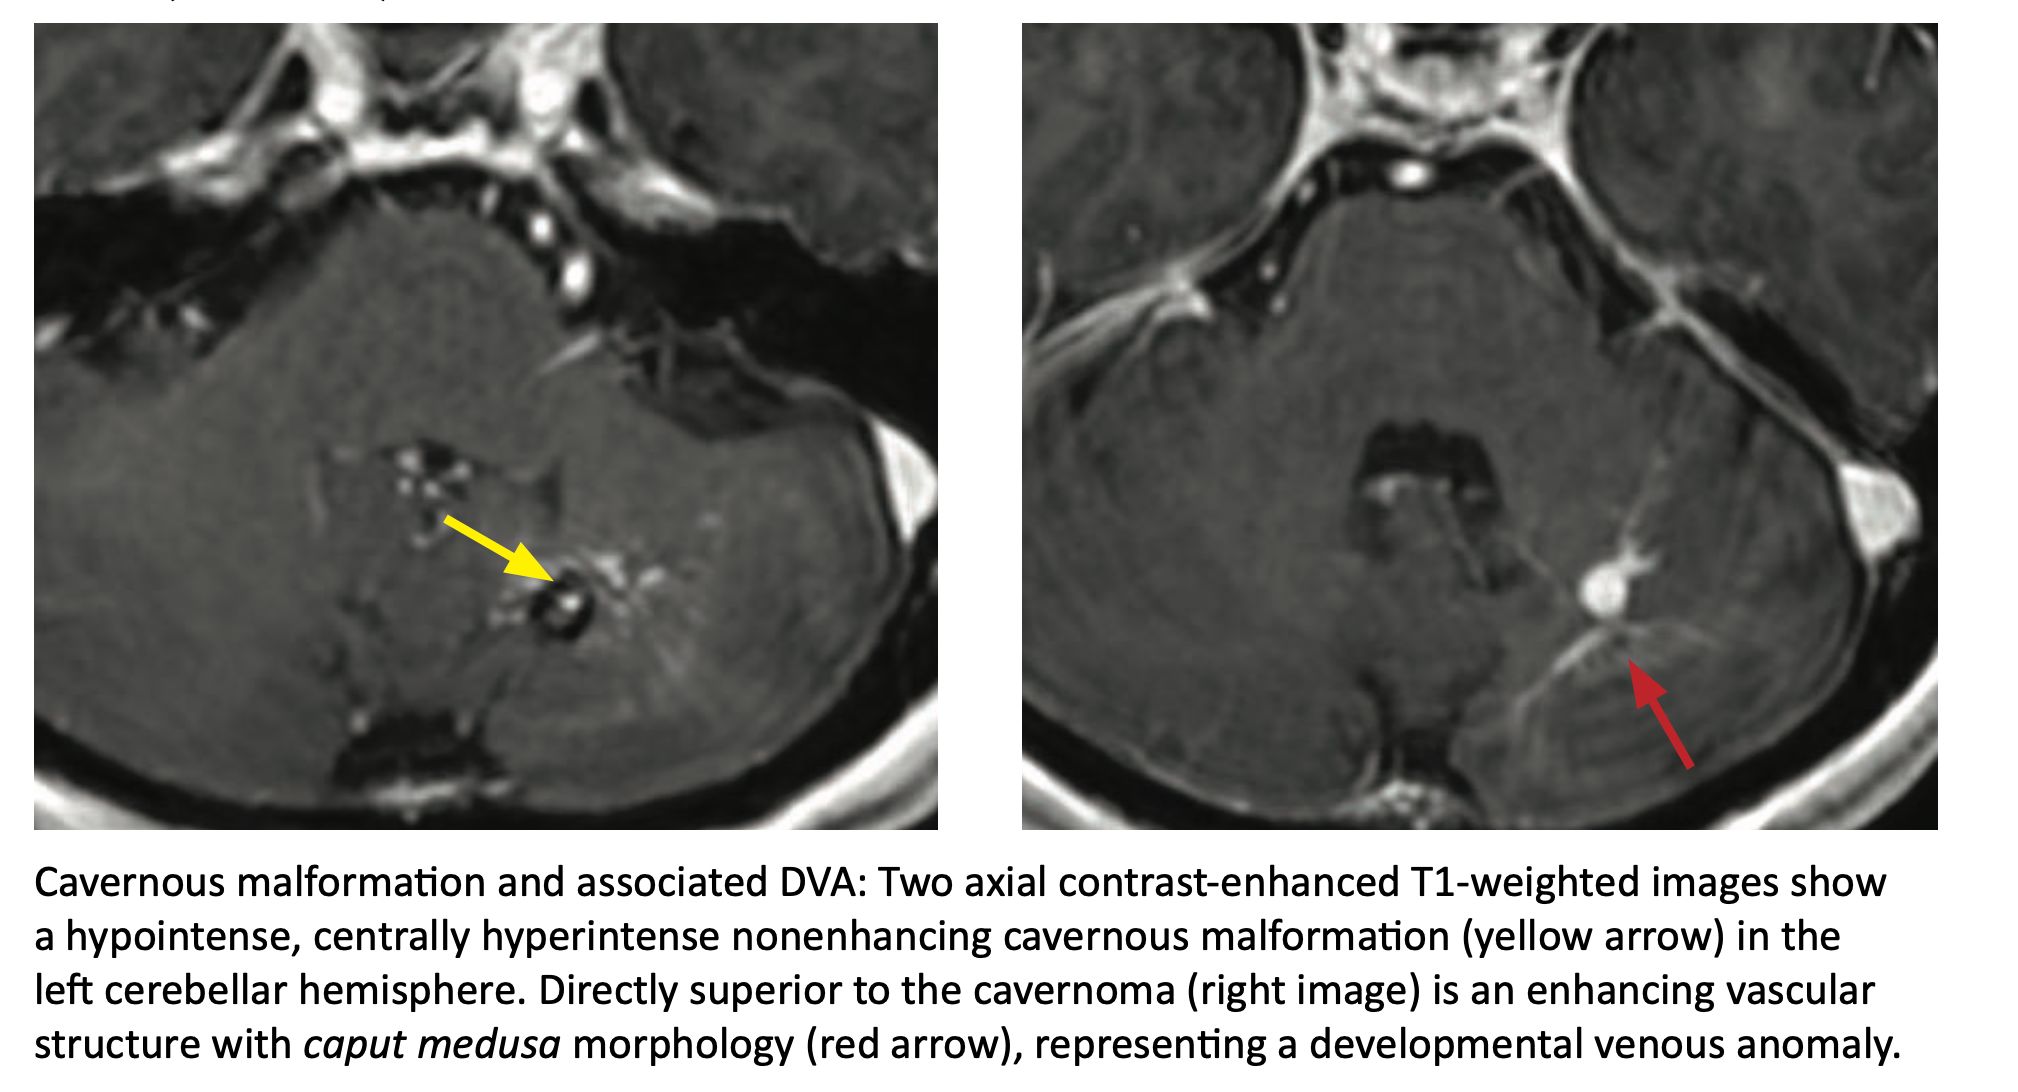 Cavernous malformation and associated DVA: Two axial contrast-enhanced T1-weighted images show
a hypointense, centrally hyperintense nonenhancing cavernous malformation (yellow arrow) in the
left cerebellar hemisphere. Directly superior to the cavernoma (right image) is an enhancing vascular
structure with caput medusa morphology (red arrow), representing a developmental venous anomaly.